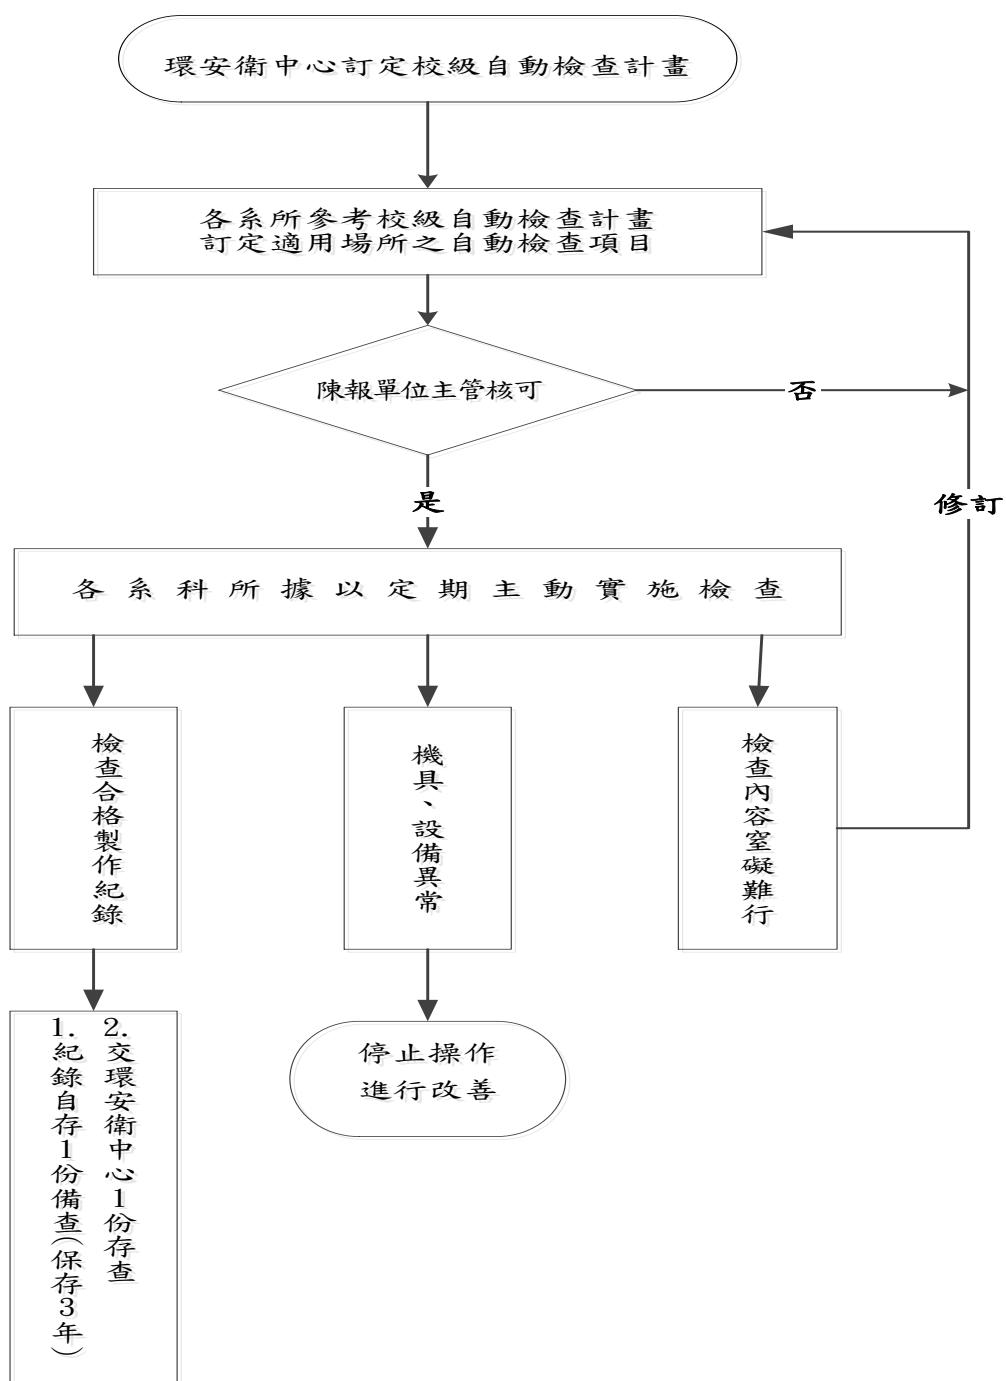 環安衛中心訂定校級自動檢查計畫
各系所參考校級自動檢查計畫
訂定適用場所之自動檢查項目
陳報單位主管核可
否
是
修訂
各系科所據以定期主動實施檢查
檢查合格製作紀錄
機具、設備異常
檢查內容窒礙難行
1.紀錄自存1份備查(保存3年)
2.交環安衛中心1份存查
停止操作
進行改善